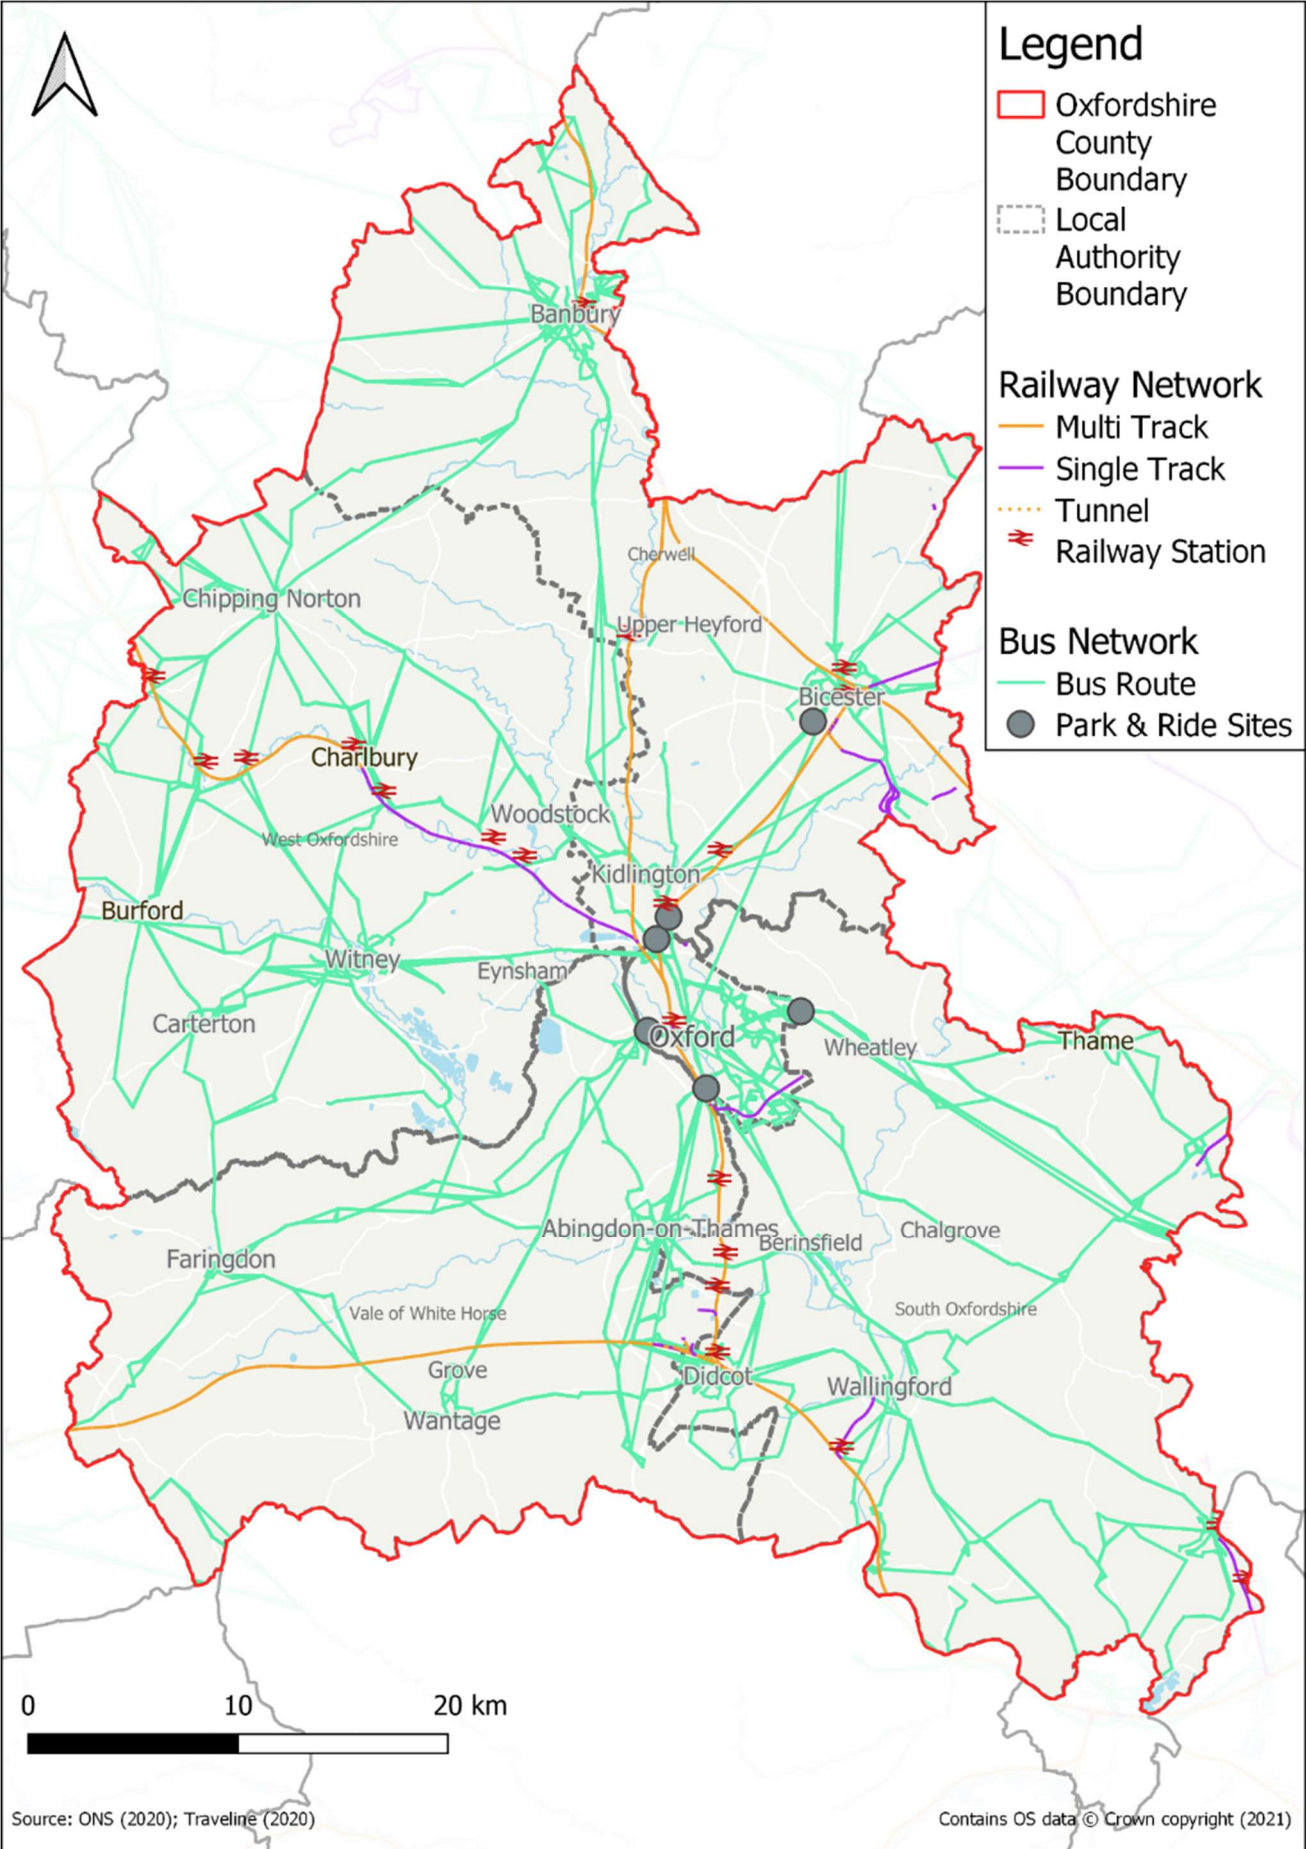 Legend
Oxfordshire
County
Boundary
Local
Authority
Boundary
Railway Network
Multi Track
Single Track
Tunnel
Railway Station
Bus Network
Bus Route
Park & Ride Sites
Banbury
Cherwell
Chipping Norton
Upper Heyford
Bicester
Charlbury
Woodstock
West Oxfordshire
Kidlington
Burford
Witney
Eynsham
Carterton
Oxford
Wheatley
Thame
Abingdon-on-Thames
Berinsfield
Chalgrove
Faringdon
Vale of White Horse
South Oxfordshire
Grove
Didcot
Wallingford
Wantage
0 10 20 km
Source: ONS (2020); Traveline (2020)
Contains OS data © Crown copyright (2021)